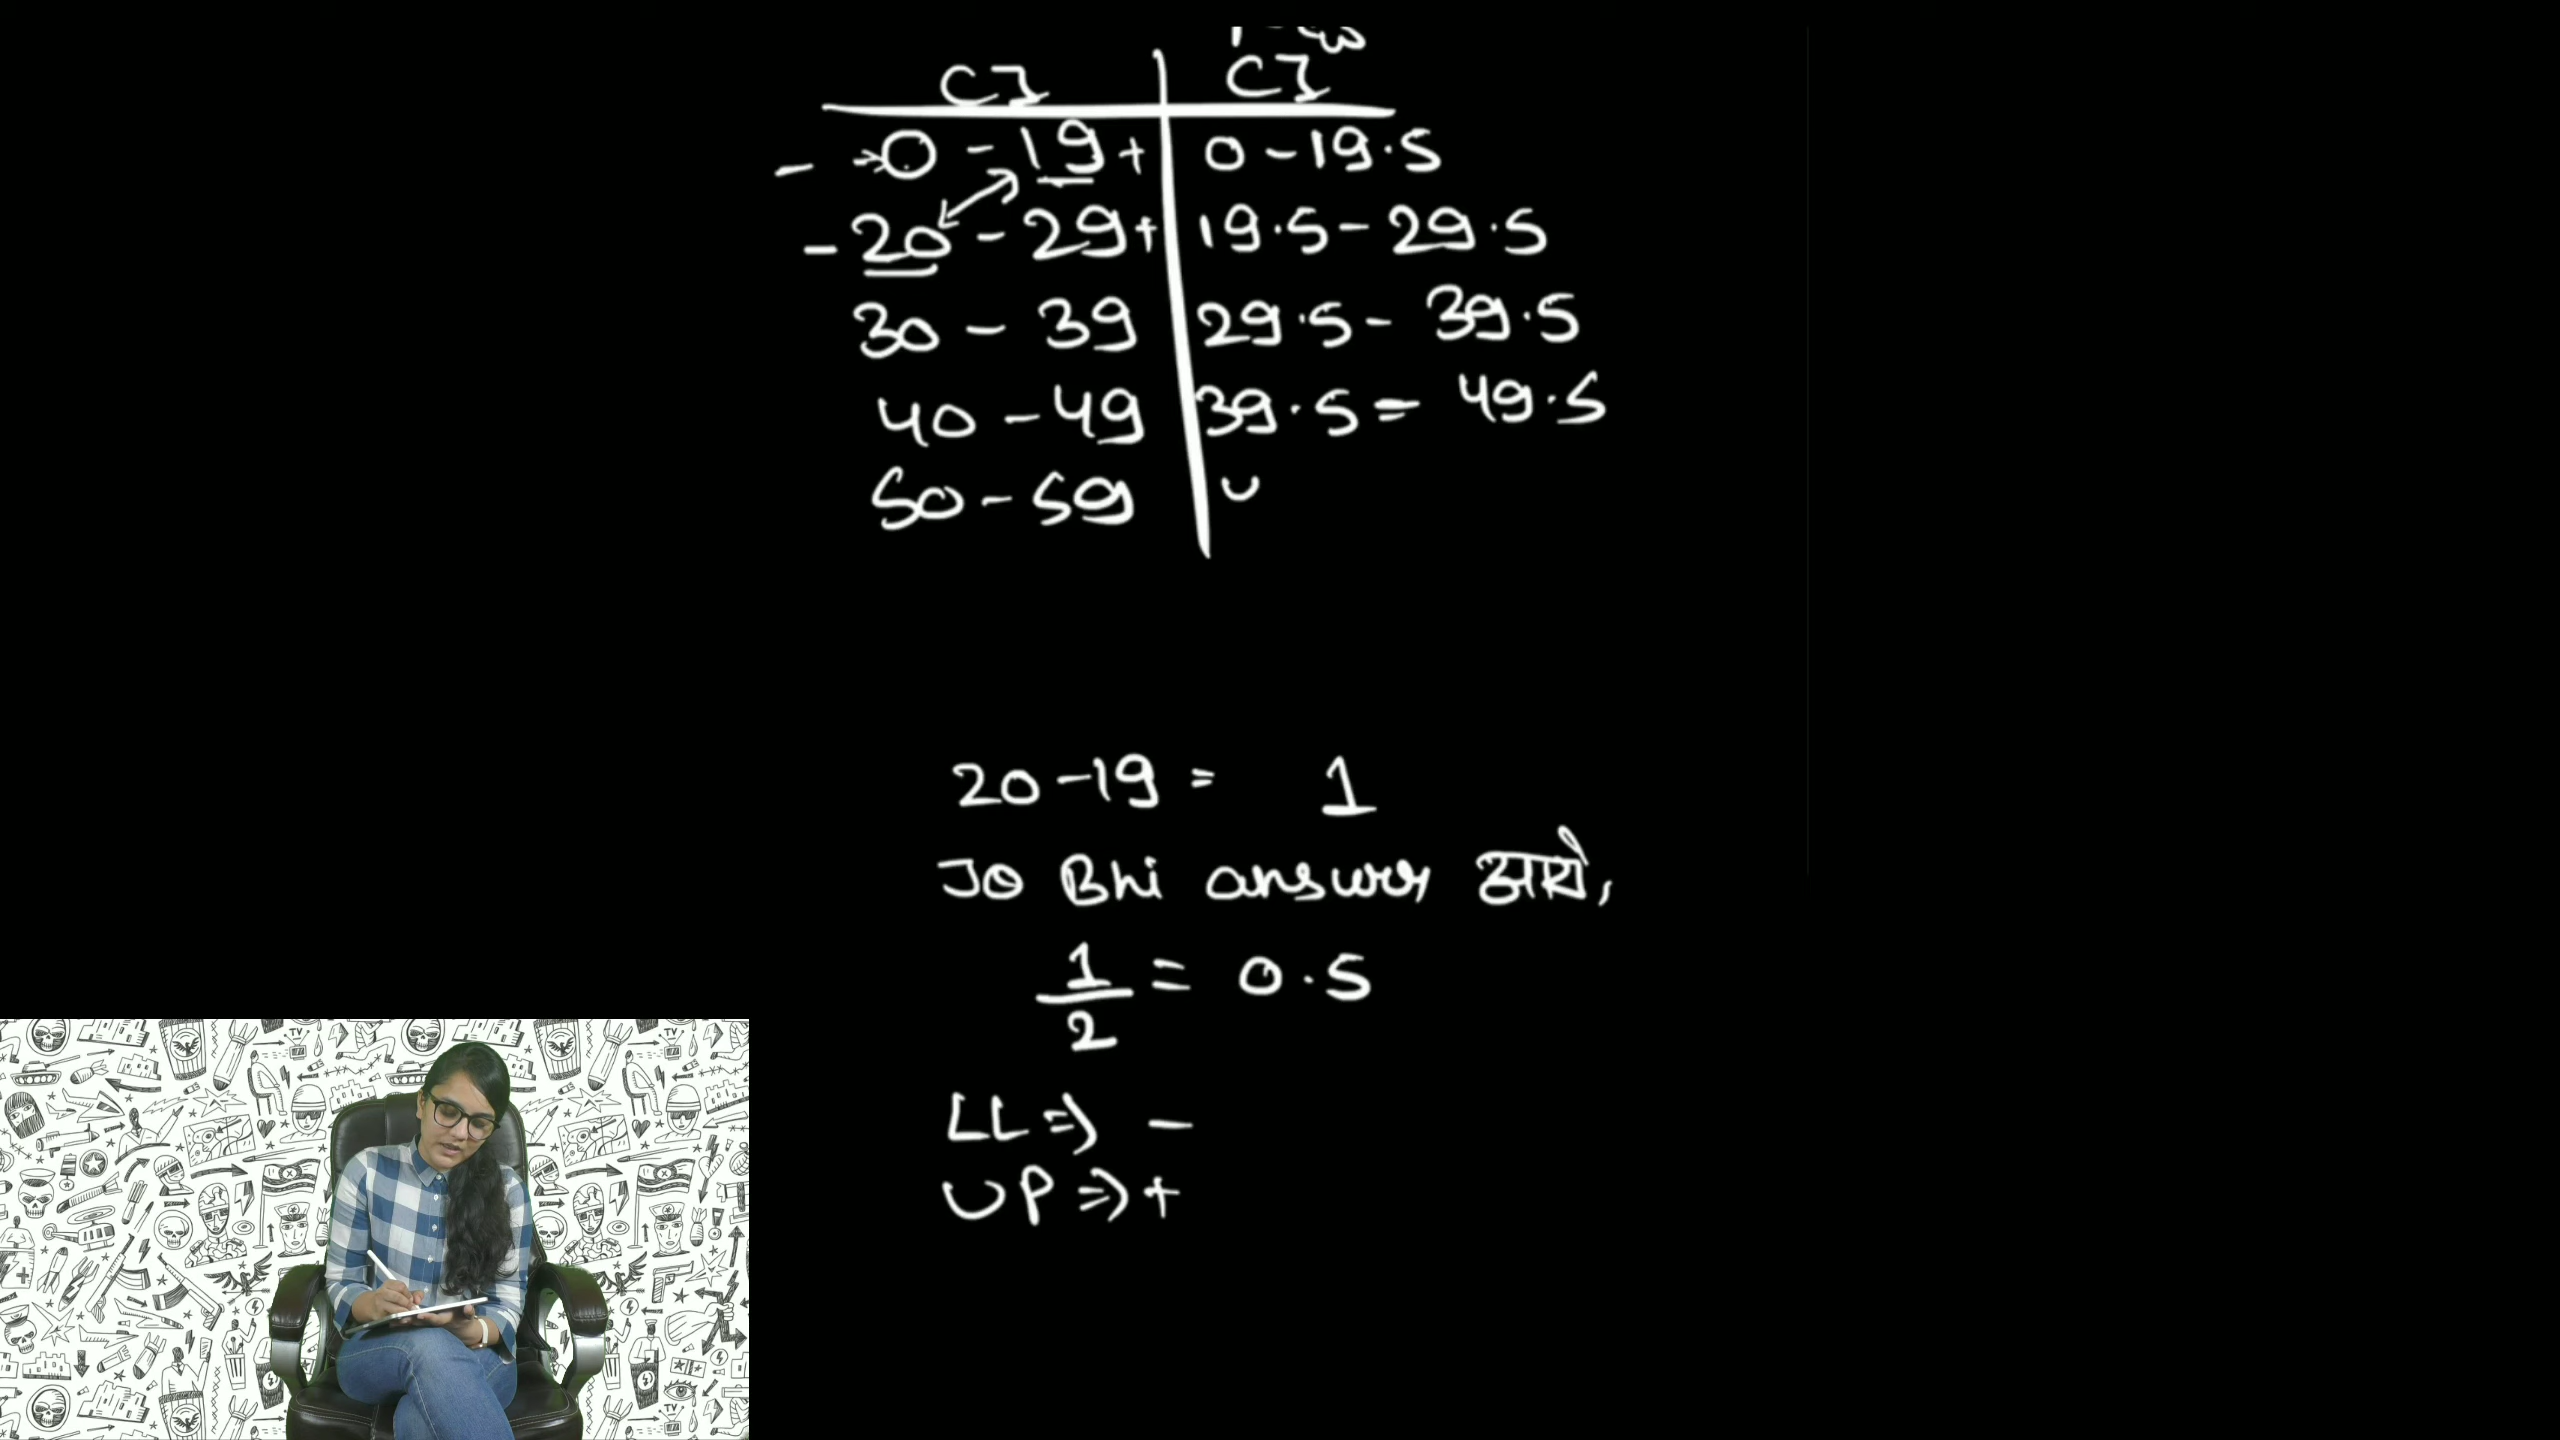 CI CI
- 0 - 19 + 0 - 19.5
- 20 - 29 + 19.5 - 29.5
30 - 39 29.5 - 39.5
40 - 49 39.5 = 49.5
50 - 59
20 - 19 = 1
Jo Bhi answer आये,
1/2 = 0.5
LL => -
UP => +